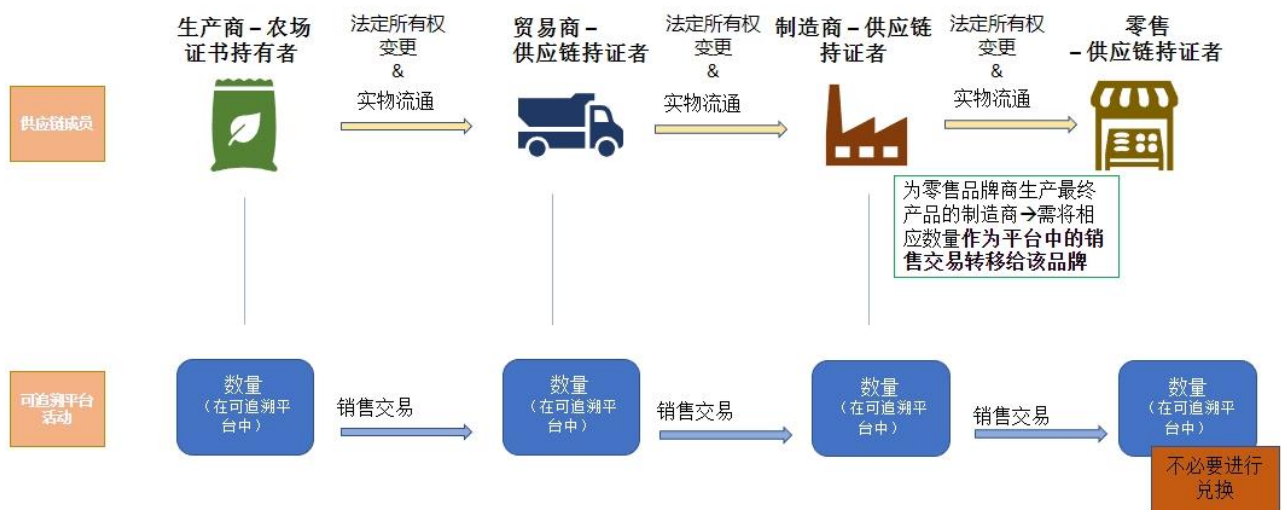 生产商 – 农场
证书持有者
法定所有权
变更
&
实物流通
贸易商 –
供应链持证者
法定所有权
变更
&
实物流通
制造商 – 供应链
持证者
法定所有权
变更
&
实物流通
零售
– 供应链持证者
供应链成员
为零售品牌商生产最终
产品的制造商→需将相
应数量作为平台中的销
售交易转移给该品牌
可追溯平台
活动
数量
（在可追溯平
台中）
销售交易
数量
（在可追溯平
台中）
销售交易
数量
（在可追溯平
台中）
销售交易
数量
（在可追溯平
台中）
不必要进行
兑换